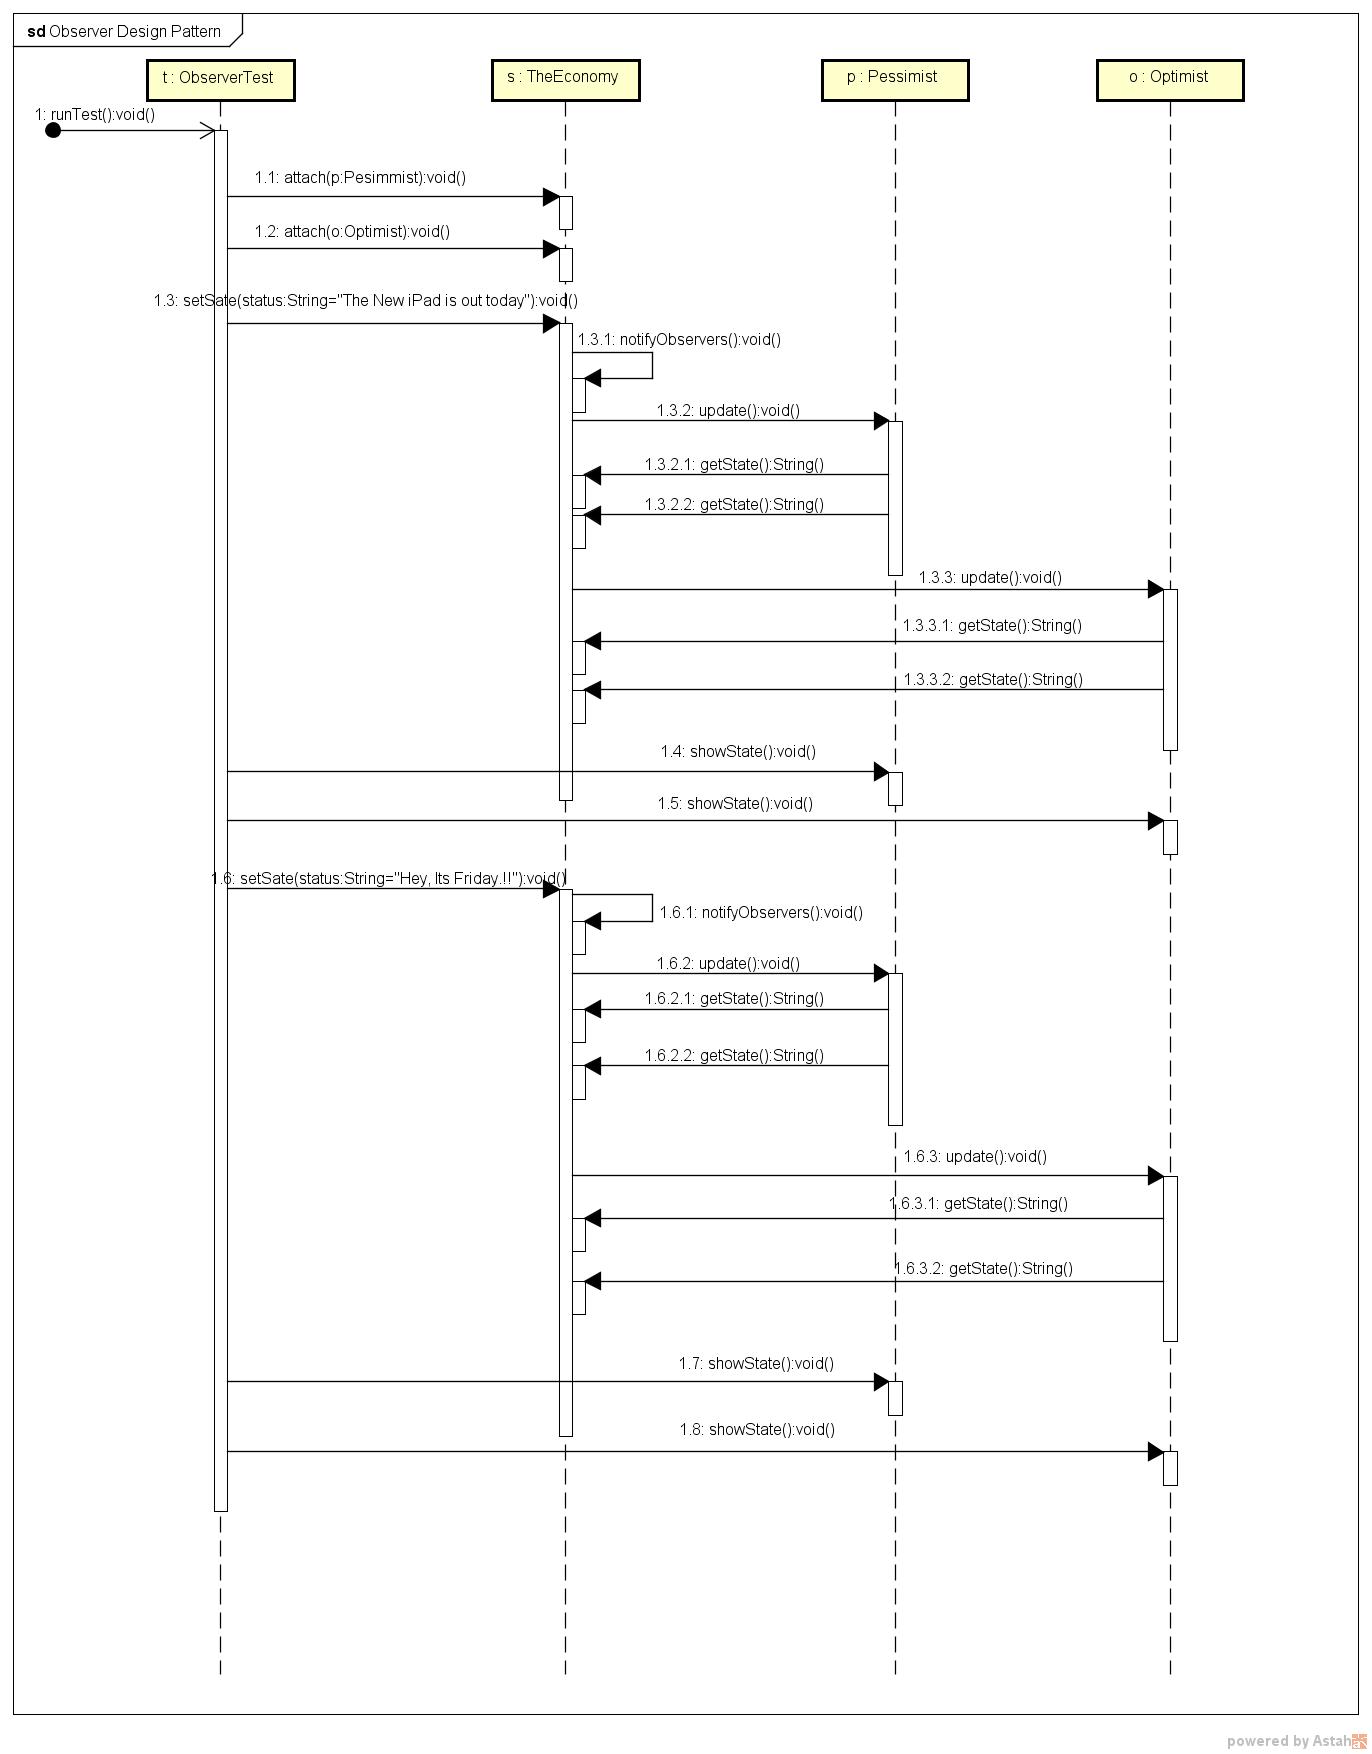 sd Observer Design Pattern
t : ObserverTest
s : TheEconomy
p : Pessimist
o : Optimist
1: runTest():void()
1.1: attach(p:Pesimmist):void()
1.2: attach(o:Optimist):void()
1.3: setSate(status:String="The New iPad is out today"):void()
1.3.1: notifyObservers():void()
1.3.2: update():void()
1.3.2.1: getState():String()
1.3.2.2: getState():String()
1.3.3: update():void()
1.3.3.1: getState():String()
1.3.3.2: getState():String()
1.4: showState():void()
1.5: showState():void()
1.6: setSate(status:String="Hey, Its Friday.!!"):void()
1.6.1: notifyObservers():void()
1.6.2: update():void()
1.6.2.1: getState():String()
1.6.2.2: getState():String()
1.6.3: update():void()
1.6.3.1: getState():String()
1.6.3.2: getState():String()
1.7: showState():void()
1.8: showState():void()
powered by Astah